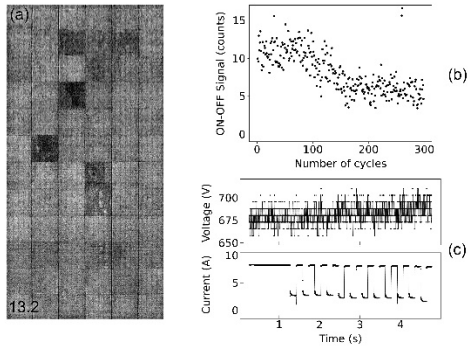 (a)
13.2
15
10
5
0
ON-OFF Signal (counts)
0 100 200 300
Number of cycles
(b)
700
675
650
Voltage (V)
10
5
0
Current (A)
1 2 3 4
Time (s)
(c)